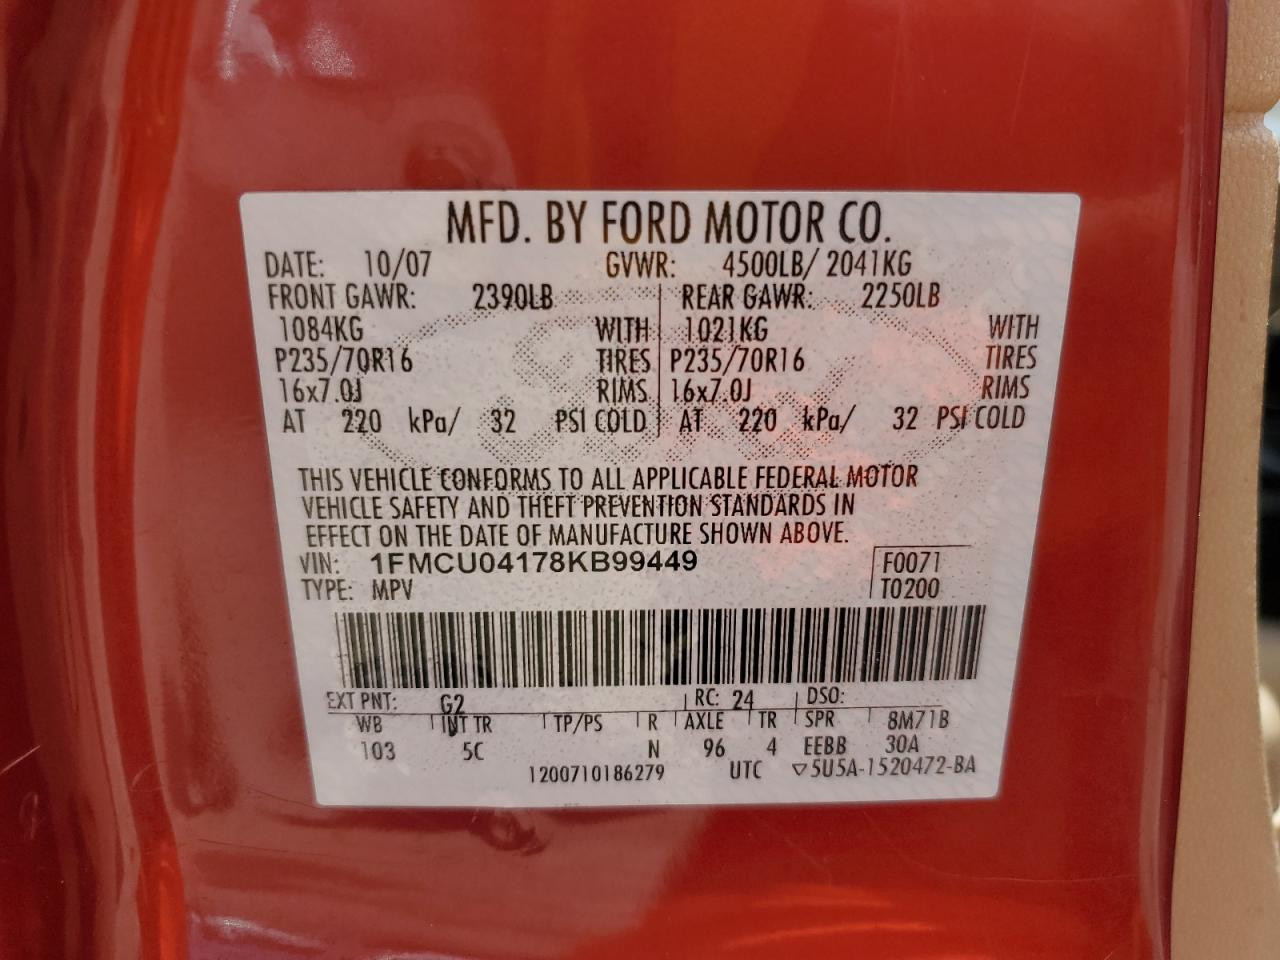 MFD. BY FORD MOTOR CO.
DATE: 10/07 GVWR: 4500LB/ 2041KG
FRONT GAWR: 2390LB REAR GAWR: 2250LB
1084KG WITH 1021KG WITH
P235/70R16 TIRES P235/70R16 TIRES
16x7.0J RIMS 16x7.0J RIMS
AT 220 kPa/ 32 PSI COLD AT 220 kPa/ 32 PSI COLD
THIS VEHICLE CONFORMS TO ALL APPLICABLE FEDERAL MOTOR
VEHICLE SAFETY AND THEFT PREVENTION STANDARDS IN
EFFECT ON THE DATE OF MANUFACTURE SHOWN ABOVE.
VIN: 1FMCU04178KB99449 F0071
TYPE: MPV T0200
EXT PNT: G2 RC: 24 DSO:
WB INT TR TP/PS R AXLE TR SPR 8M71B
103 5C N 96 4 EEBB 30A
1200710186279 UTC ▽5U5A-1520472-BA